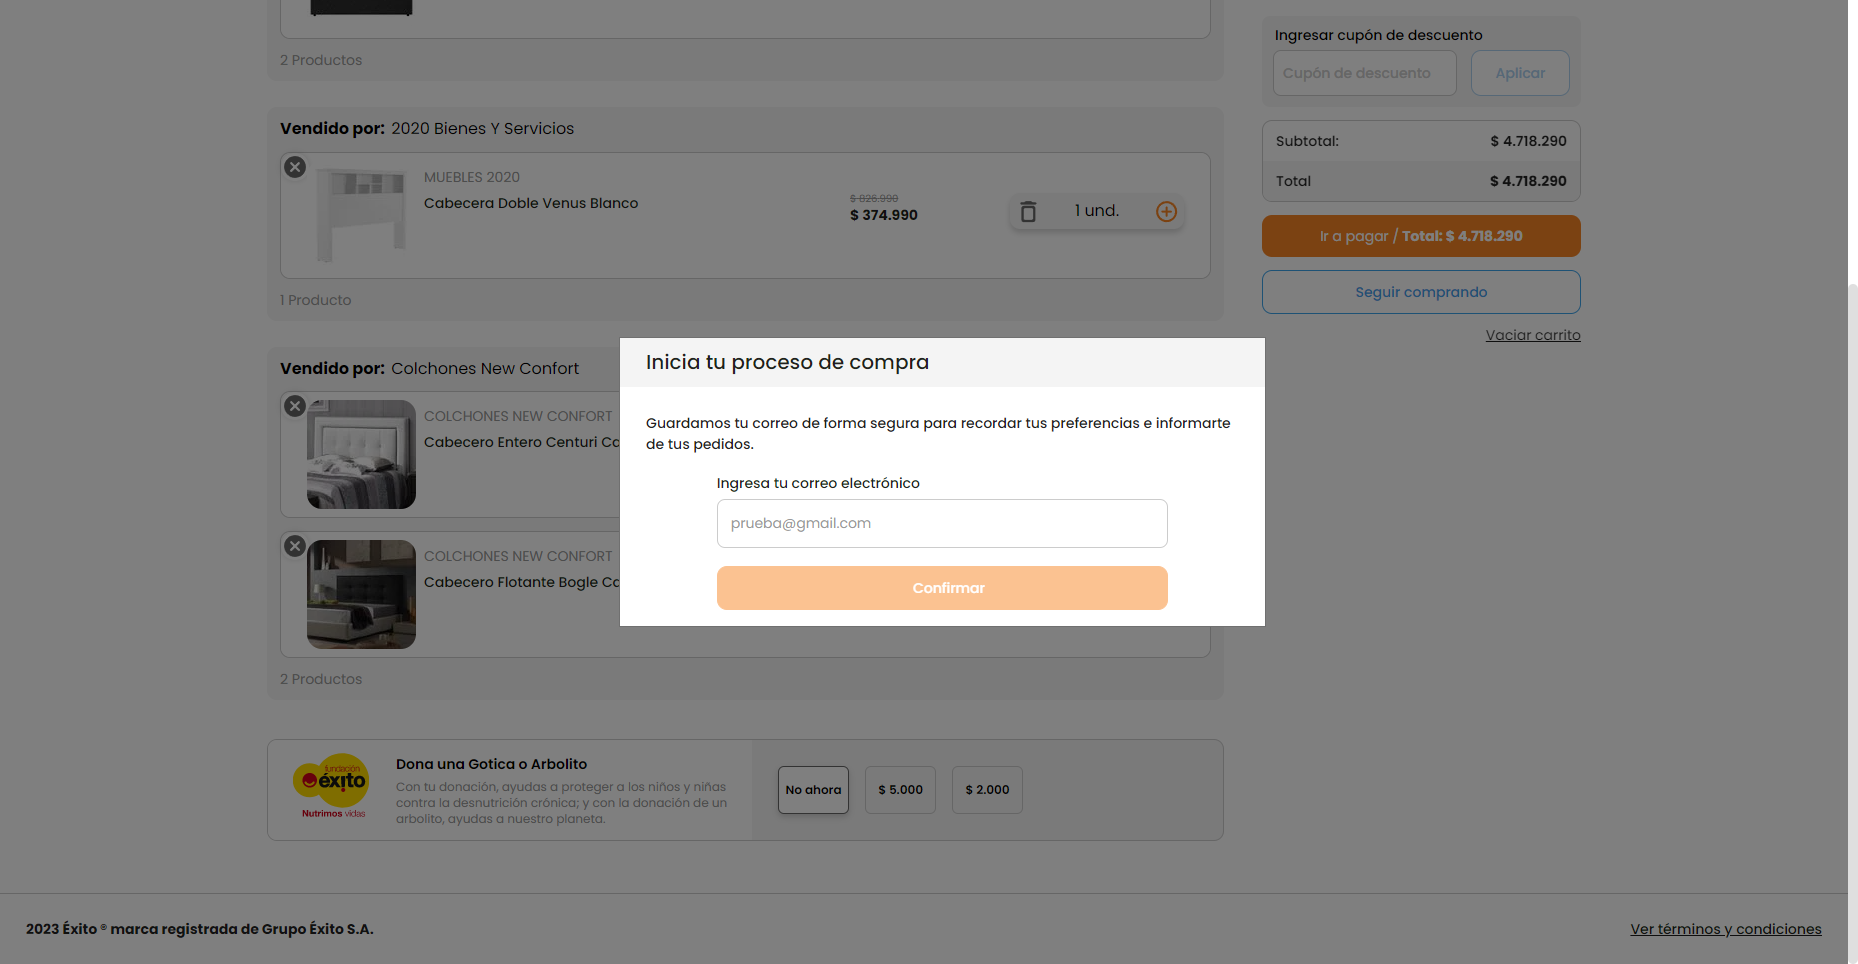 2 Productos
Vendido por: 2020 Bienes Y Servicios
MUEBLES 2020
Cabecera Doble Venus Blanco
$ 826.990
$ 374.990
1 und.
1 Producto
Vendido por: Colchones New Confort
COLCHONES NEW CONFORT
Cabecero Entero Centuri Ca
COLCHONES NEW CONFORT
Cabecero Flotante Bogle Ca
2 Productos
Ingresar cupón de descuento
Cupón de descuento
Aplicar
Subtotal: $ 4.718.290
Total $ 4.718.290
Ir a pagar / Total: $ 4.718.290
Seguir comprando
Vaciar carrito
Inicia tu proceso de compra
Guardamos tu correo de forma segura para recordar tus preferencias e informarte
de tus pedidos.
Ingresa tu correo electrónico
prueba@gmail.com
Confirmar
fundación
éxito
Nutrimos vidas
Dona una Gotica o Arbolito
Con tu donación, ayudas a proteger a los niños y niñas
contra la desnutrición crónica; y con la donación de un
arbolito, ayudas a nuestro planeta.
No ahora
$ 5.000
$ 2.000
2023 Éxito ® marca registrada de Grupo Éxito S.A.
Ver términos y condiciones